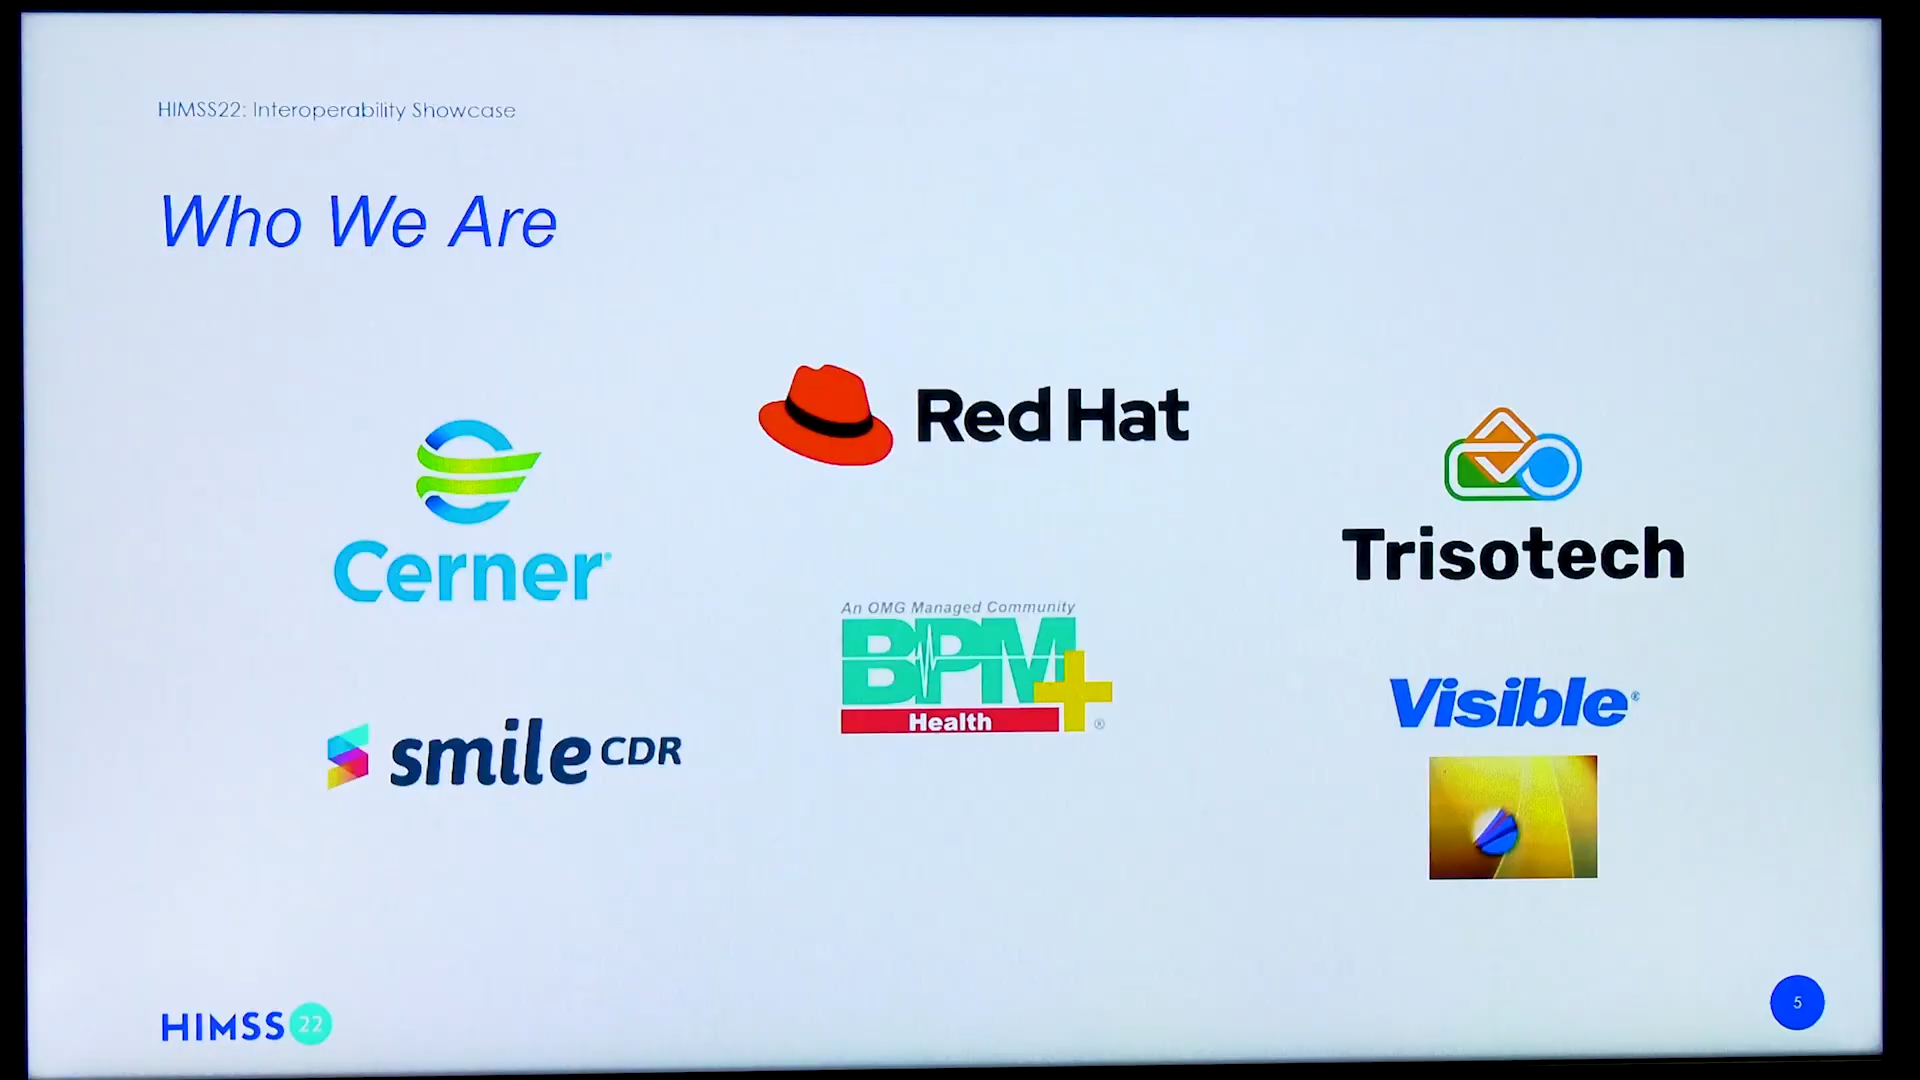 HIMSS22: Interoperability Showcase
Who We Are
Red Hat
Cerner®
Trisotech
An OMG Managed Community
BPM+
Health ®
Visible®
smile CDR
HIMSS 22
5